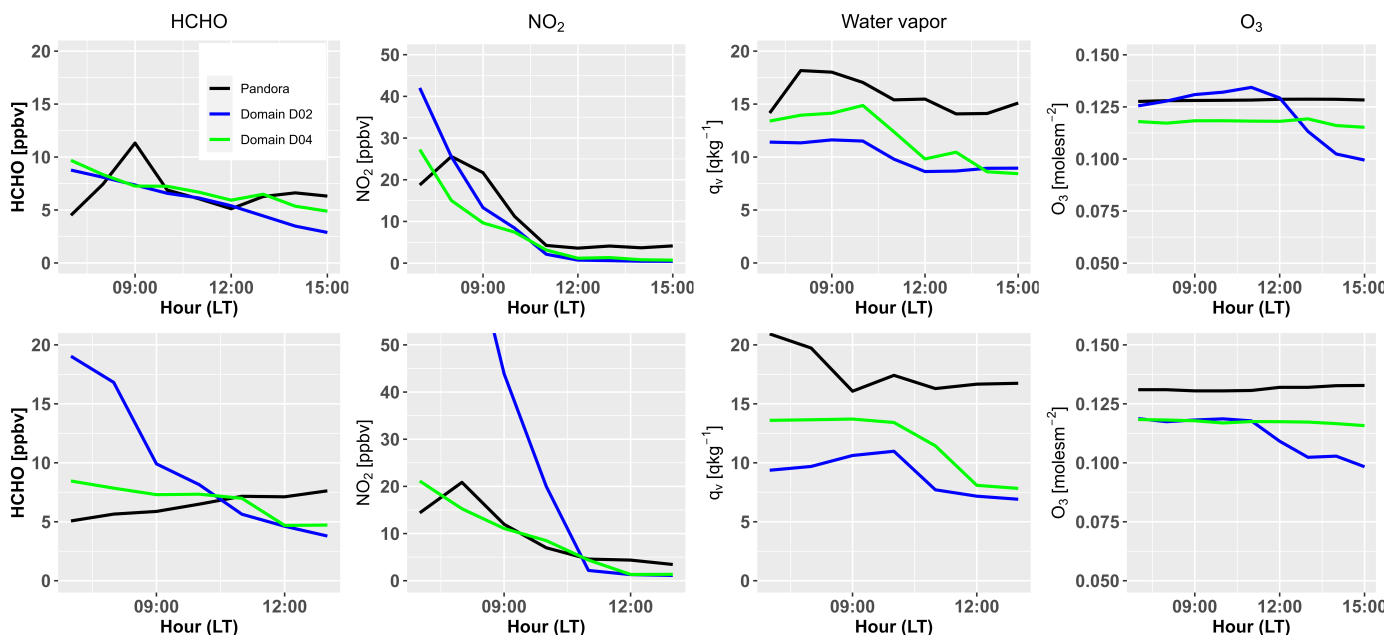 HCHO NO₂ Water vapor O₃
HCHO [ppbv]
20
15
10
5
0
09:00 12:00 15:00
Hour (LT)
Pandora
Domain D02
Domain D04
NO₂ [ppbv]
50
40
30
20
10
0
09:00 12:00 15:00
Hour (LT)
qᵥ [qkg⁻¹]
20
15
10
5
0
09:00 12:00 15:00
Hour (LT)
O₃ [molesm⁻²]
0.150
0.125
0.100
0.075
0.050
09:00 12:00 15:00
Hour (LT)
HCHO [ppbv]
20
15
10
5
0
09:00 12:00
Hour (LT)
NO₂ [ppbv]
50
40
30
20
10
0
09:00 12:00
Hour (LT)
qᵥ [qkg⁻¹]
20
15
10
5
0
09:00 12:00
Hour (LT)
O₃ [molesm⁻²]
0.150
0.125
0.100
0.075
0.050
09:00 12:00 15:00
Hour (LT)